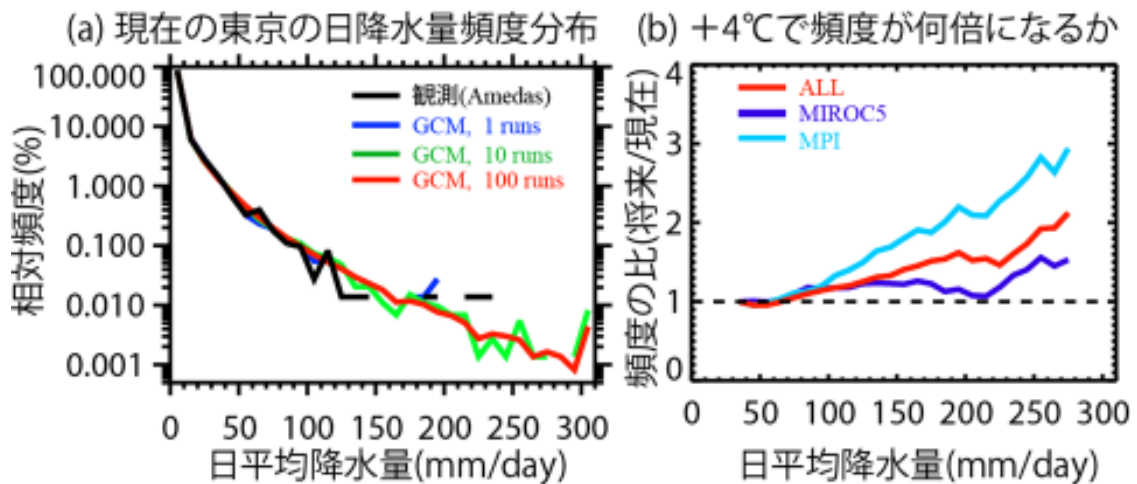 (a) 現在の東京の日降水量頻度分布
相対頻度(%)
100.000
10.000
1.000
0.100
0.010
0.001
観測(Amedas)
GCM, 1 runs
GCM, 10 runs
GCM, 100 runs
0 50 100 150 200 250 300
日平均降水量(mm/day)
(b) +4℃で頻度が何倍になるか
頻度の比(将来/現在)
4
3
2
1
0
ALL
MIROC5
MPI
0 50 100 150 200 250 300
日平均降水量(mm/day)